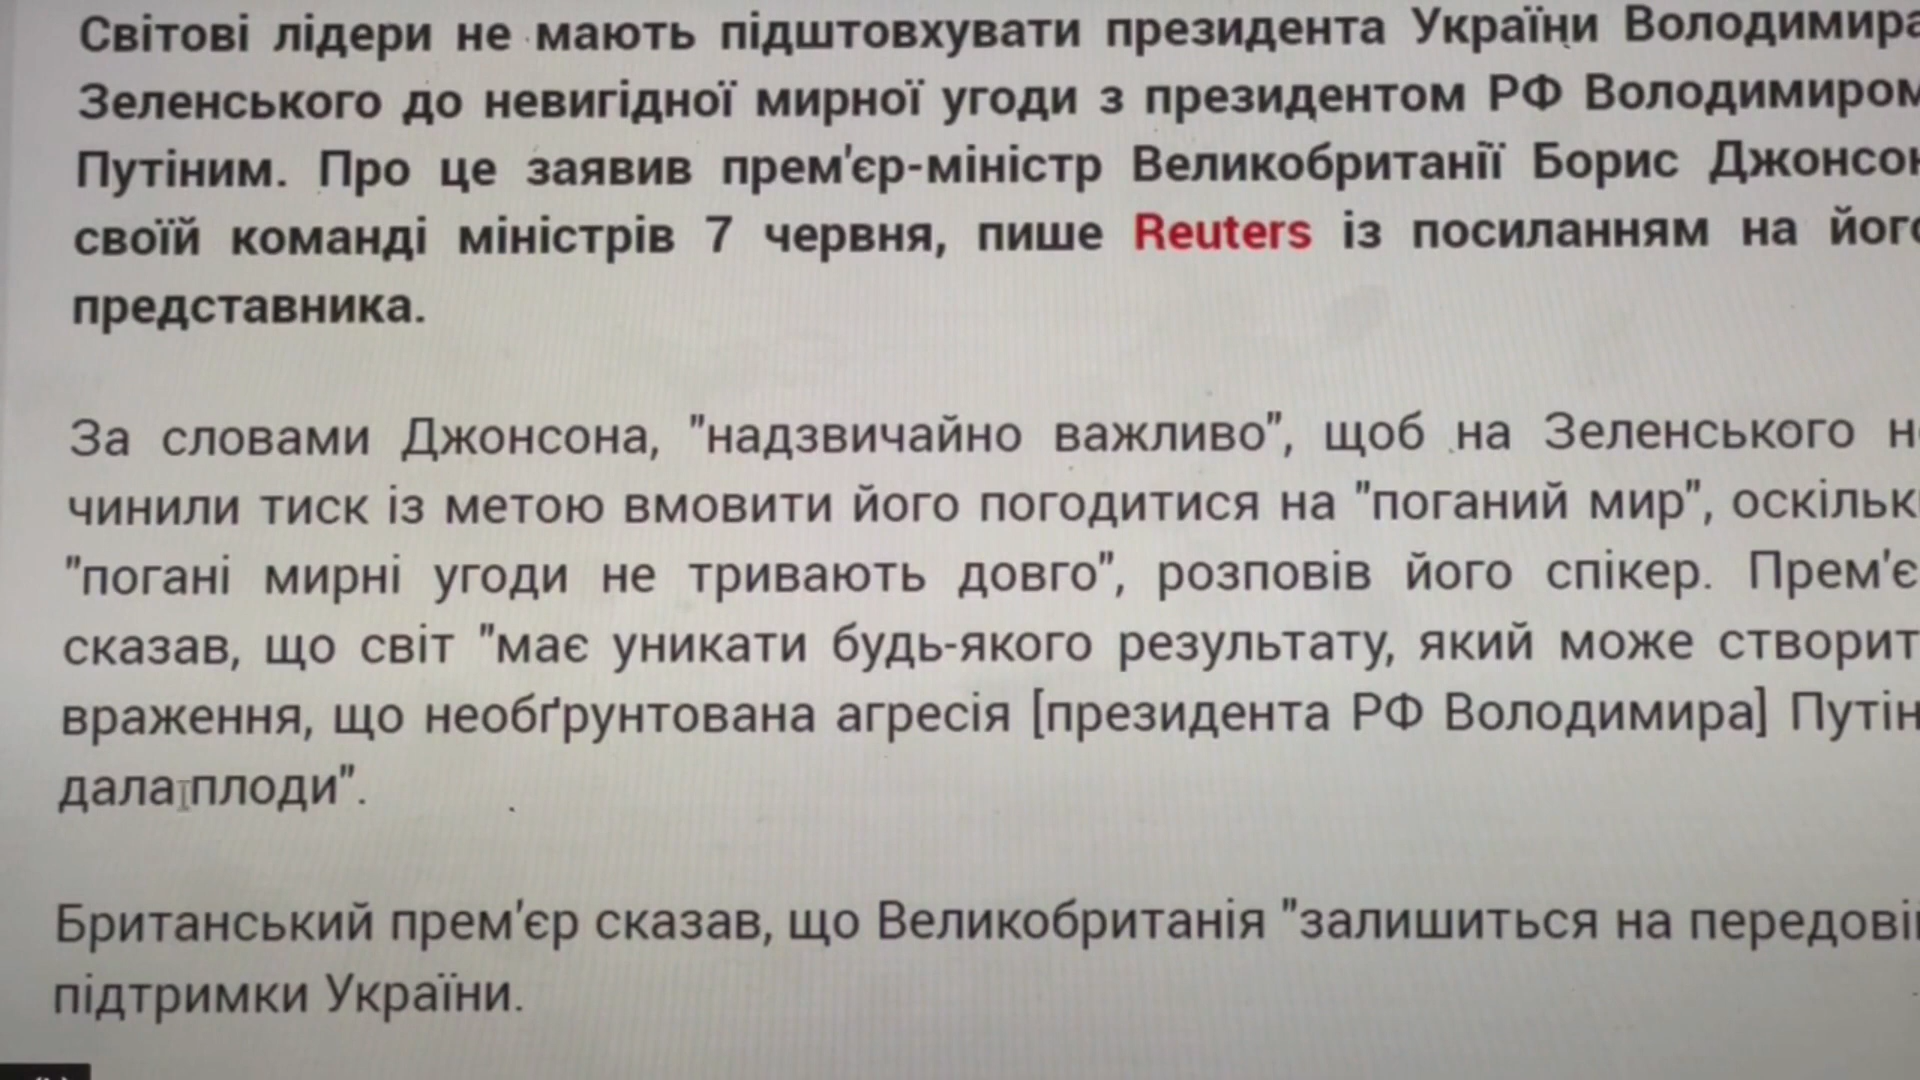 Світові лідери не мають підштовхувати президента України Володимира
Зеленського до невигідної мирної угоди з президентом РФ Володимиром
Путіним. Про це заявив прем'єр-міністр Великобританії Борис Джонсон
своїй команді міністрів 7 червня, пише Reuters із посиланням на його
представника.
За словами Джонсона, "надзвичайно важливо", щоб на Зеленського не
чинили тиск із метою вмовити його погодитися на "поганий мир", оскільк
"погані мирні угоди не тривають довго", розповів його спікер. Прем'є
сказав, що світ "має уникати будь-якого результату, який може створит
враження, що необґрунтована агресія [президента РФ Володимира] Путін
дала плоди".
Британський прем'єр сказав, що Великобританія "залишиться на передовій
підтримки України.